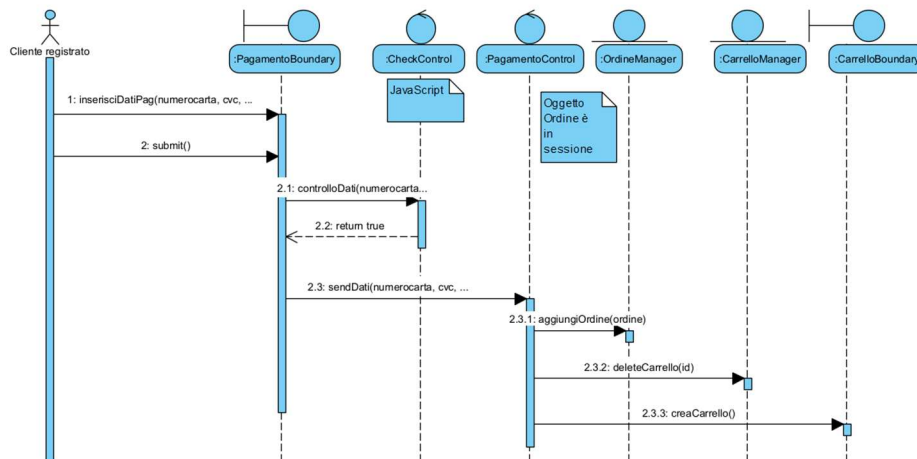 Cliente registrato
:PagamentoBoundary
:CheckControl
:PagamentoControl
:OrdineManager
:CarrelloManager
:CarrelloBoundary
JavaScript
Oggetto
Ordine è
in
sessione
1: inserisciDatiPag(numerocarta, cvc, ...
2: submit()
2.1: controlloDati(numerocarta...
2.2: return true
2.3: sendDati(numerocarta, cvc, ...
2.3.1: aggiungiOrdine(ordine)
2.3.2: deleteCarrello(id)
2.3.3: creaCarrello()